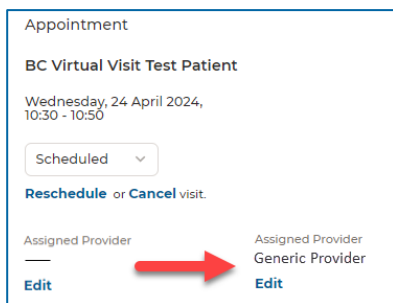 Appointment
BC Virtual Visit Test Patient
Wednesday, 24 April 2024,
10:30 - 10:50
Scheduled
Reschedule or Cancel visit.
Assigned Provider
Assigned Provider
—
Generic Provider
Edit
Edit